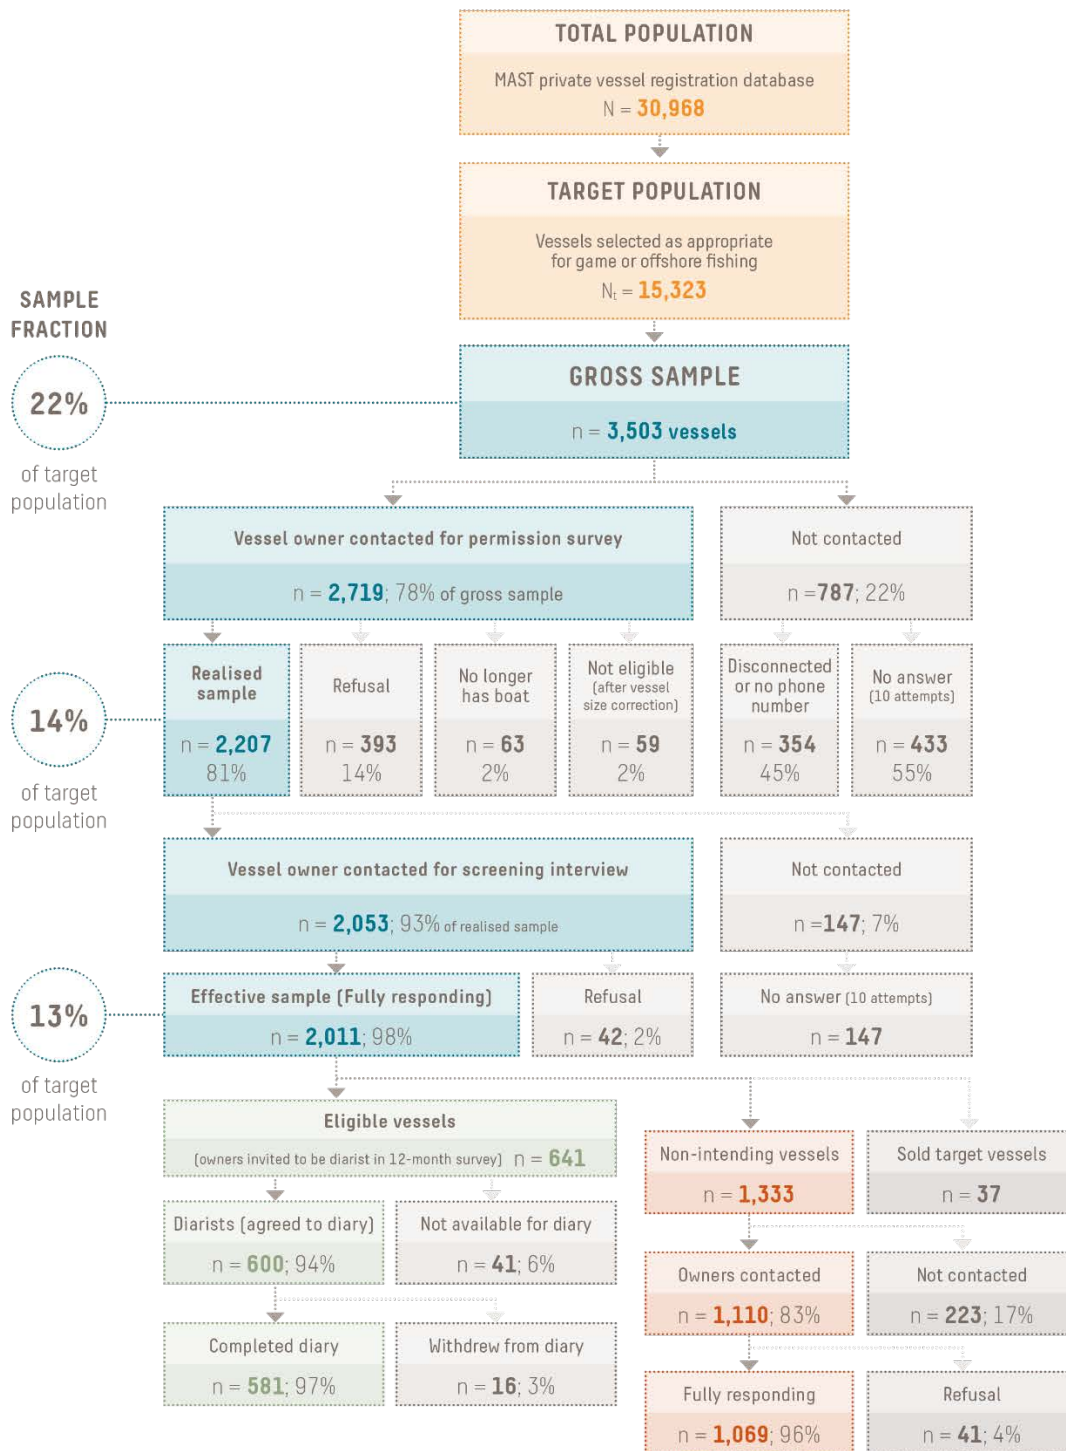 TOTAL POPULATION
MAST private vessel registration database
N = 30,968
TARGET POPULATION
Vessels selected as appropriate
for game or offshore fishing
Nt = 15,323
SAMPLE
FRACTION
22%
of target
population
GROSS SAMPLE
n = 3,503 vessels
Vessel owner contacted for permission survey
n = 2,719; 78% of gross sample
Not contacted
n =787; 22%
14%
of target
population
Realised
sample
n = 2,207
81%
Refusal
n = 393
14%
No longer
has boat
n = 63
2%
Not eligible
(after vessel
size correction)
n = 59
2%
Disconnected
or no phone
number
n = 354
45%
No answer
(10 attempts)
n = 433
55%
Vessel owner contacted for screening interview
n = 2,053; 93% of realised sample
Not contacted
n =147; 7%
13%
of target
population
Effective sample (Fully responding)
n = 2,011; 98%
Refusal
n = 42; 2%
No answer (10 attempts)
n = 147
Eligible vessels
(owners invited to be diarist in 12-month survey) n = 641
Non-intending vessels
n = 1,333
Sold target vessels
n = 37
Diarists (agreed to diary)
n = 600; 94%
Not available for diary
n = 41; 6%
Owners contacted
n = 1,110; 83%
Not contacted
n = 223; 17%
Completed diary
n = 581; 97%
Withdrew from diary
n = 16; 3%
Fully responding
n = 1,069; 96%
Refusal
n = 41; 4%